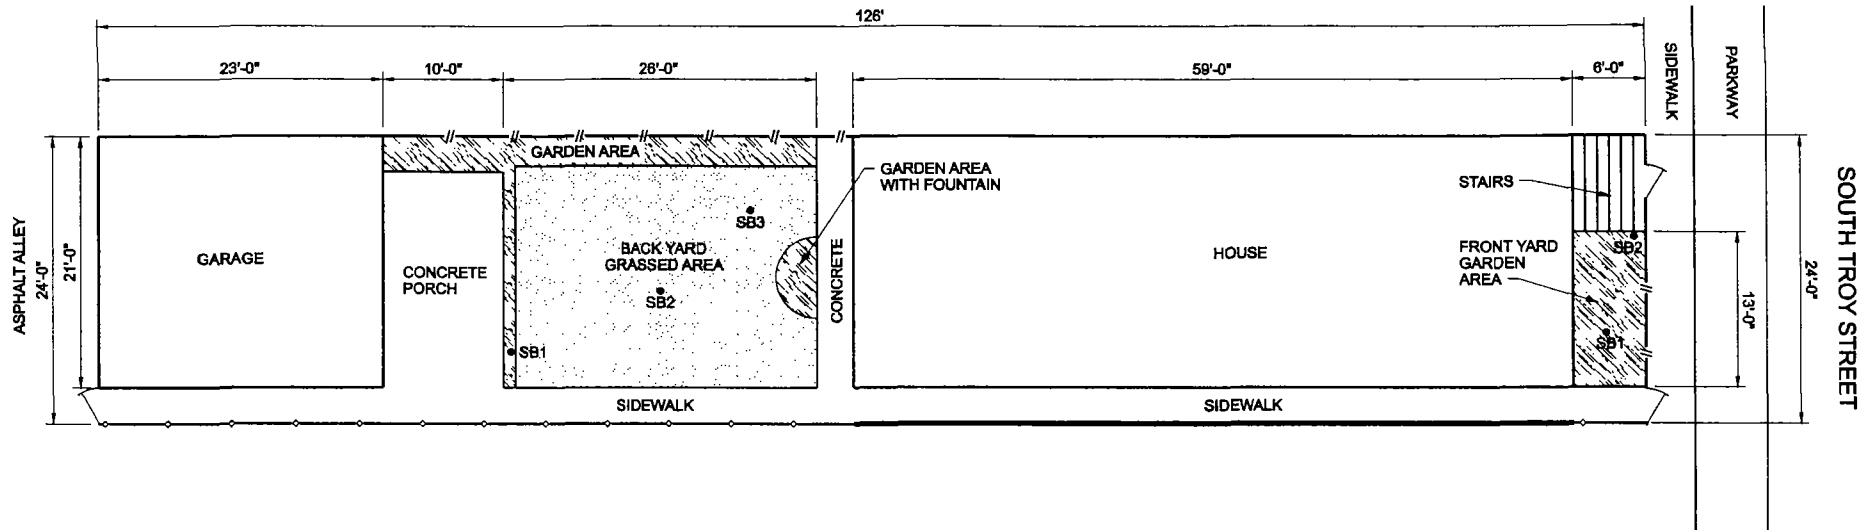 126'
23'-0"
10'-0"
26'-0"
59'-0"
6'-0"
SIDEWALK
PARKWAY
GARDEN AREA
GARDEN AREA
WITH FOUNTAIN
STAIRS
SB3
SB2
ASPHALT ALLEY
24'-0"
21'-0"
GARAGE
CONCRETE
PORCH
BACK YARD
GRASSED AREA
SB2
SB1
CONCRETE
HOUSE
FRONT YARD
GARDEN
AREA
SB1
13'-0"
24'-0"
SOUTH TROY STREET
SIDEWALK
SIDEWALK